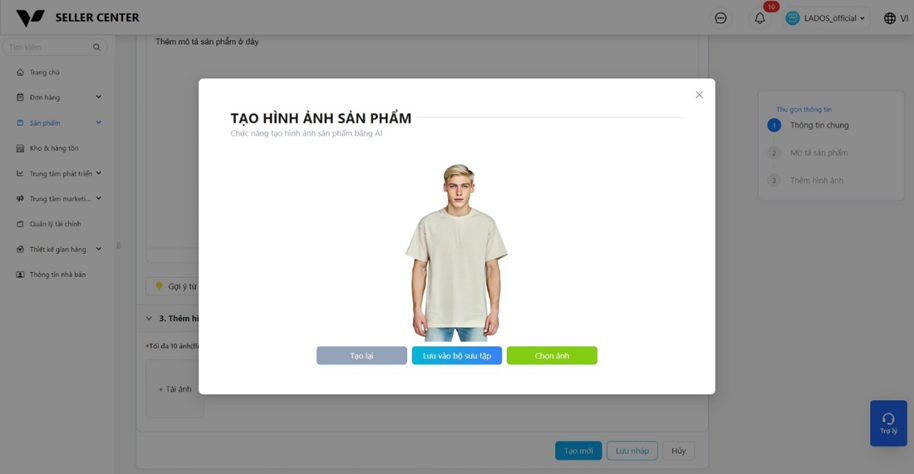 SELLER CENTER
10
LADOS_official
VI
Tìm kiếm
Trang chủ
Đơn hàng
Sản phẩm
Kho & hàng tồn
Trung tâm phát triển
Trung tâm marketi...
Quản lý tài chính
Thiết kế gian hàng
Thông tin nhà bán
Thêm mô tả sản phẩm ở đây
TẠO HÌNH ẢNH SẢN PHẨM
Chức năng tạo hình ảnh sản phẩm bằng AI
Tạo lại
Lưu vào bộ sưu tập
Chọn ảnh
Gợi ý từ
3. Thêm hì
*Tối đa 10 ảnh
+ Tải ảnh
Tạo mới
Lưu nháp
Hủy
Thu gọn thông tin
1 Thông tin chung
2 Mô tả sản phẩm
3 Thêm hình ảnh
Trợ lý